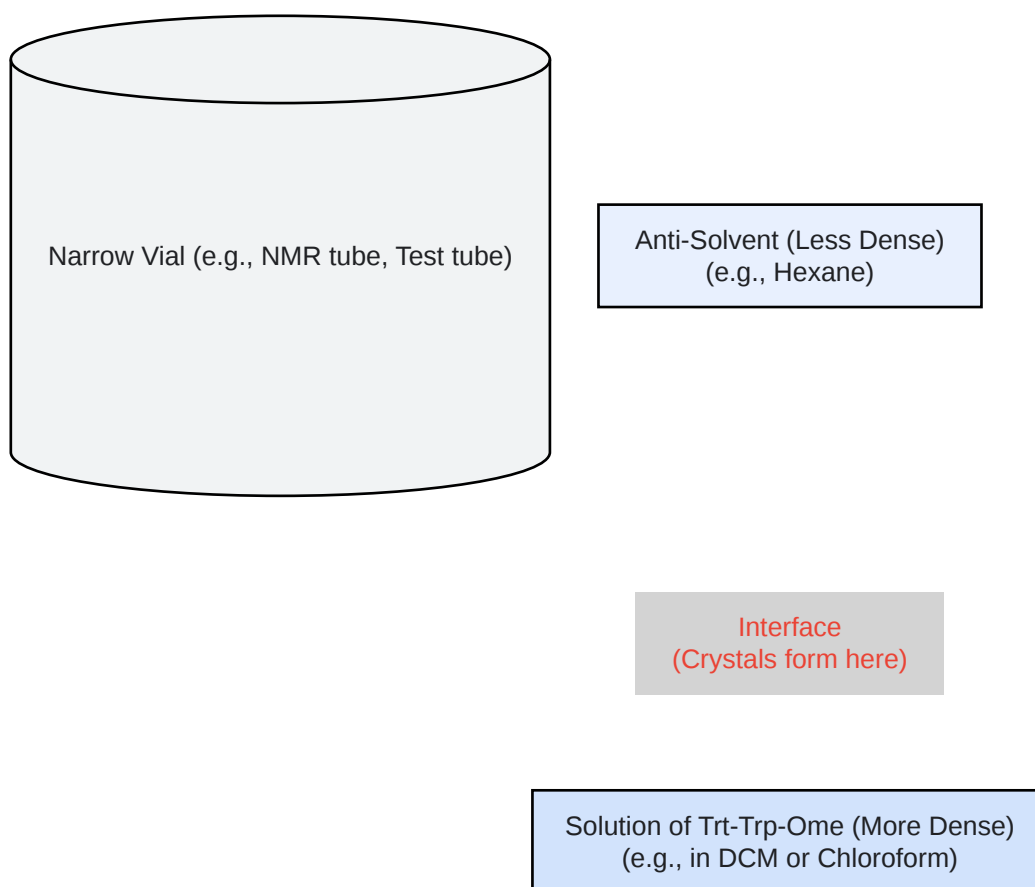 Narrow Vial (e.g., NMR tube, Test tube)
Anti-Solvent (Less Dense)
(e.g., Hexane)
Interface
(Crystals form here)
Solution of Trt-Trp-Ome (More Dense)
(e.g., in DCM or Chloroform)